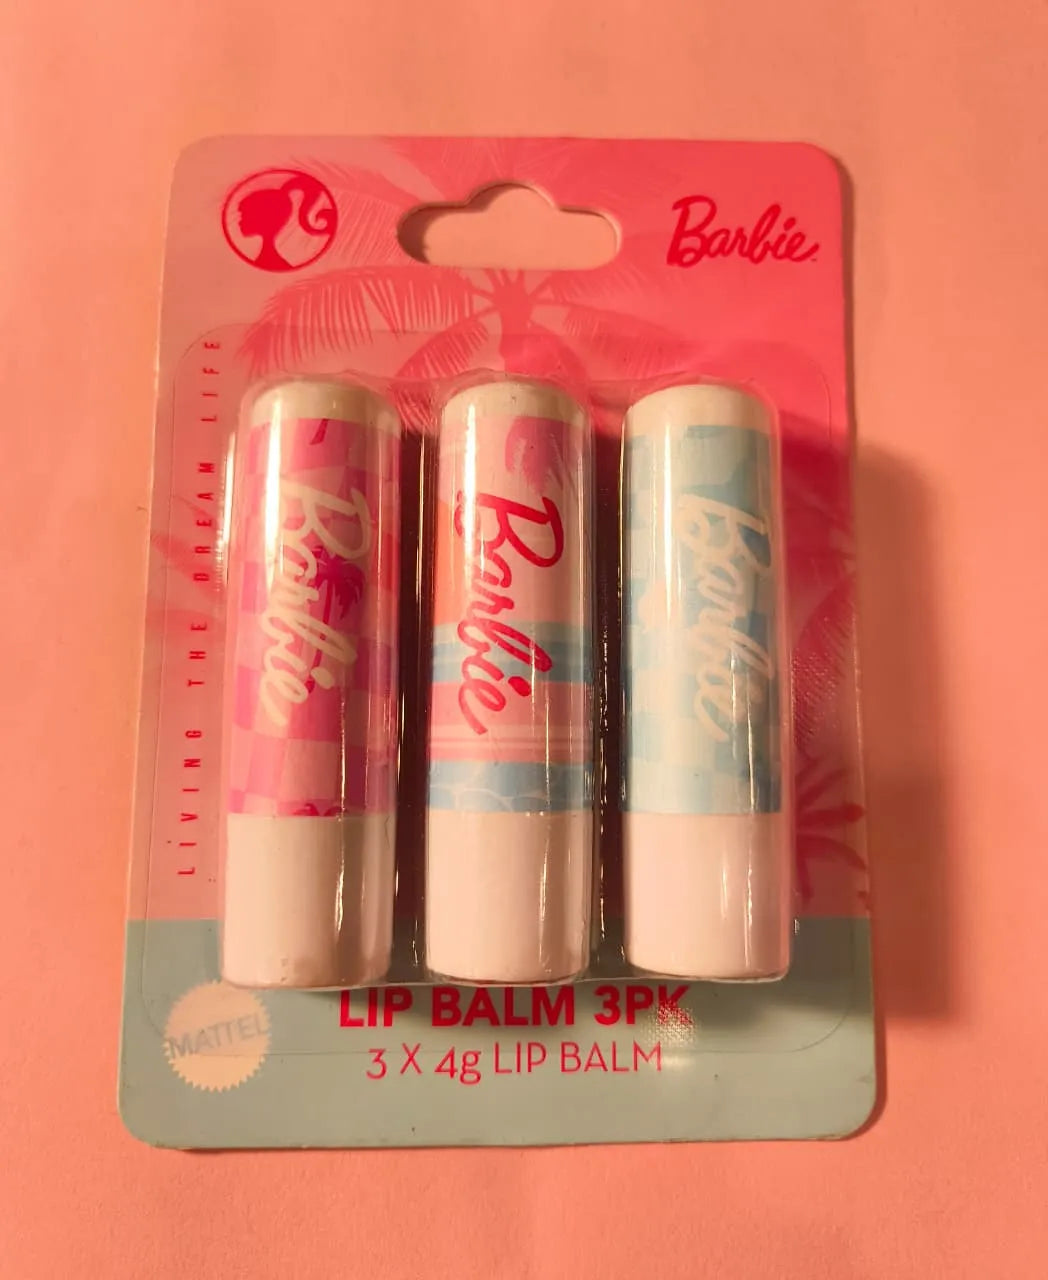 Barbie
LIVING THE DREAM LIFE
Barbie
Barbie
Barbie
MATTEL
LIP BALM 3PK
3 X 4g LIP BALM